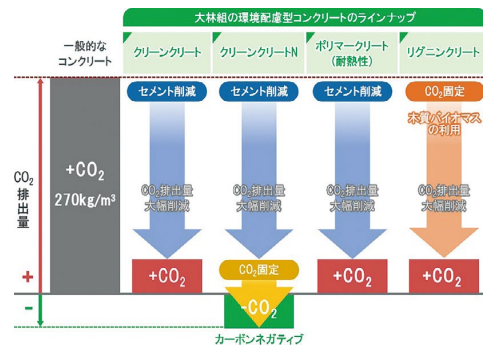 大林組の環境配慮型コンクリートのラインナップ
一般的な
コンクリート
クリーンクリート
クリーンクリートN
ポリマークリート
(耐熱性)
リグニンクリート
セメント削減
セメント削減
セメント削減
CO₂固定
木質バイオマス
の利用
CO₂排出量
+CO₂
270kg/m³
CO₂排出量
大幅削減
CO₂排出量
大幅削減
CO₂排出量
大幅削減
CO₂排出量
大幅削減
+
+CO₂
CO₂固定
+CO₂
+CO₂
-
-CO₂
カーボンネガティブ